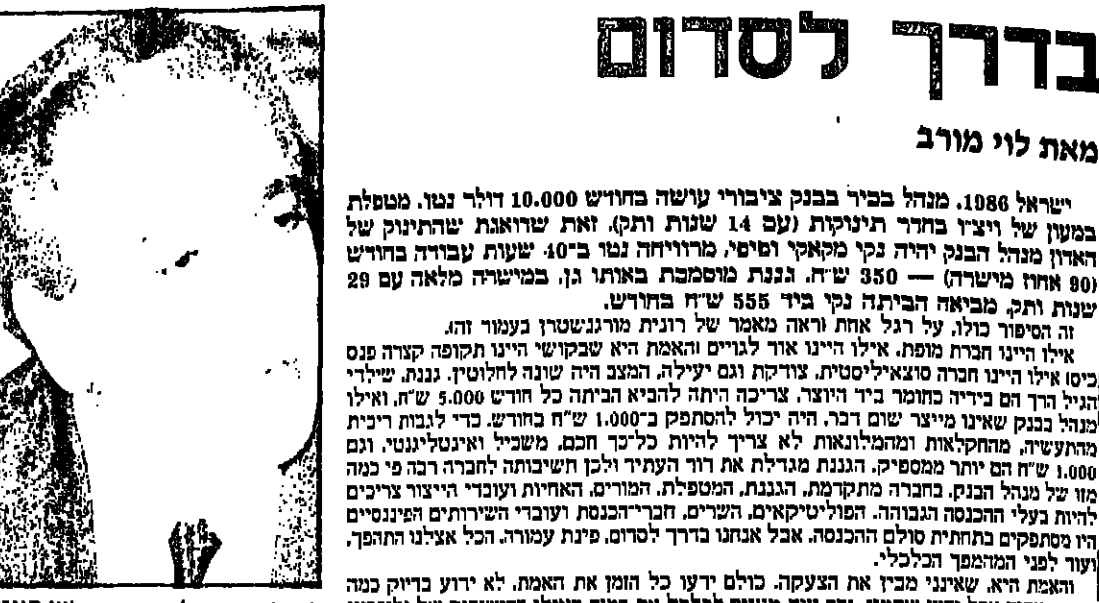 בדרך לסדום
מאת לוי מורב
ישראל 1986. מנהל בכיר בבנק ציבורי עושה בחודש 10.000 דולר נטו. מטפלת
במעון של ויצ"ו בחדר תינוקות (עם 14 שנות ותק), זאת שדואגת שהתינוק של
האדון מנהל הבנק יהיה נקי מקאקי ופיפי, מרוויחה נטו ב־40 שעות עבודה בחודש
(90 אחוז מישרה) — 350 ש"ח. גננת מוסמכת באותו גן, במישרה מלאה עם 29
שנות ותק, מביאה הביתה נקי ביד 555 ש"ח בחודש.
זה הסיפור כולו, על רגל אחת (ראה מאמר של רונית מורגנשטרן בעמוד זה).
אילו היינו חברת מופת, אילו היינו אור לגויים (והאמת היא שבקושי היינו תקופה קצרה פנס
כיס) אילו היינו חברה סוצאיליסטית, צודקת וגם יעילה, המצב היה שונה לחלוטין. גננת, שילדי
הגיל הרך הם בידיה כחומר ביד היוצר, צריכה היתה להביא הביתה כל חודש 5.000 ש"ח, ואילו
מנהל בבנק שאינו מייצר שום דבר, היה יכול להסתפק ב־1.000 ש"ח בחודש. כדי לגבות ריבית
מהתעשיה, מהחקלאות ומהמלונאות לא צריך להיות כל־כך חכם, משכיל ואינטליגנטי, וגם
1.000 ש"ח הם יותר ממספיק. הגננת מגדלת את דור העתיד ולכן חשיבותה לחברה רבה פי כמה
מזו של מנהל הבנק. בחברה מתקדמת, הגננת, המטפלת, המורים, האחיות ועובדי הייצור צריכים
להיות בעלי ההכנסה הגבוהה. הפוליטיקאים, השרים, חברי־הכנסת ועובדי השירותים הפיננסיים
היו מסתפקים בתחתית סולם ההכנסה. אבל אנחנו בדרך לסדום, פינת עמורה. הכל אצלנו התהפך,
ועוד לפני המהפך הכלכלי.
והאמת היא, שאינני מבין את הצעקה. כולם ידעו כל הזמן את האמת. לא ידוע בדיוק כמה